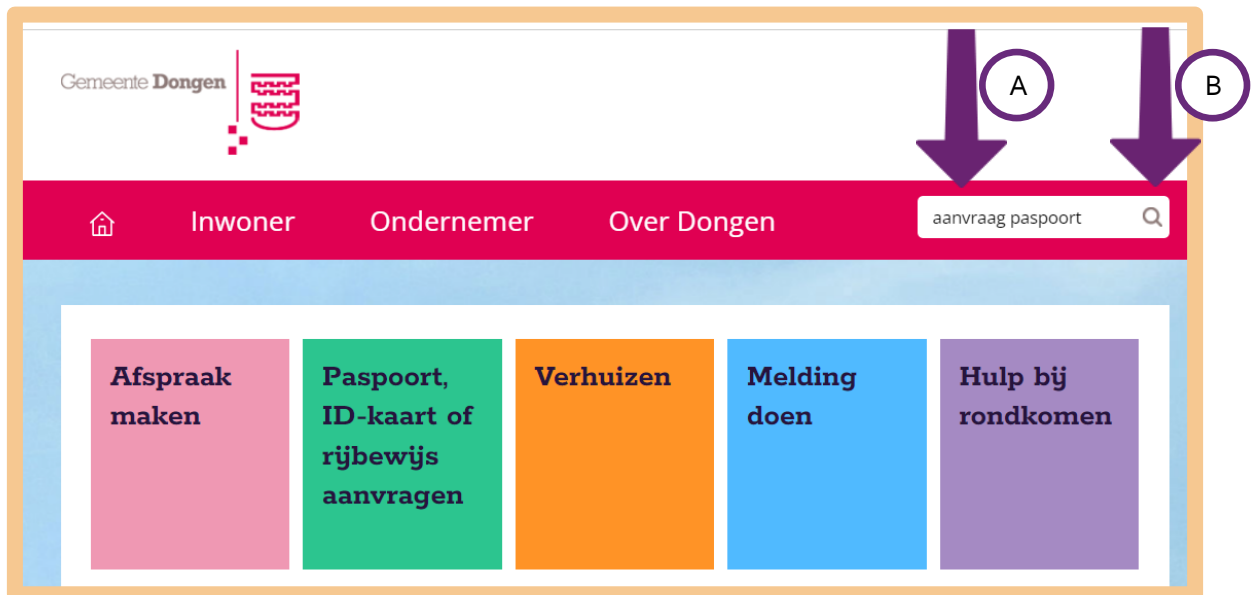 Gemeente Dongen
A
B
Inwoner
Ondernemer
Over Dongen
aanvraag paspoort
Afspraak
maken
Paspoort,
ID-kaart of
rijbewijs
aanvragen
Verhuizen
Melding
doen
Hulp bij
rondkomen